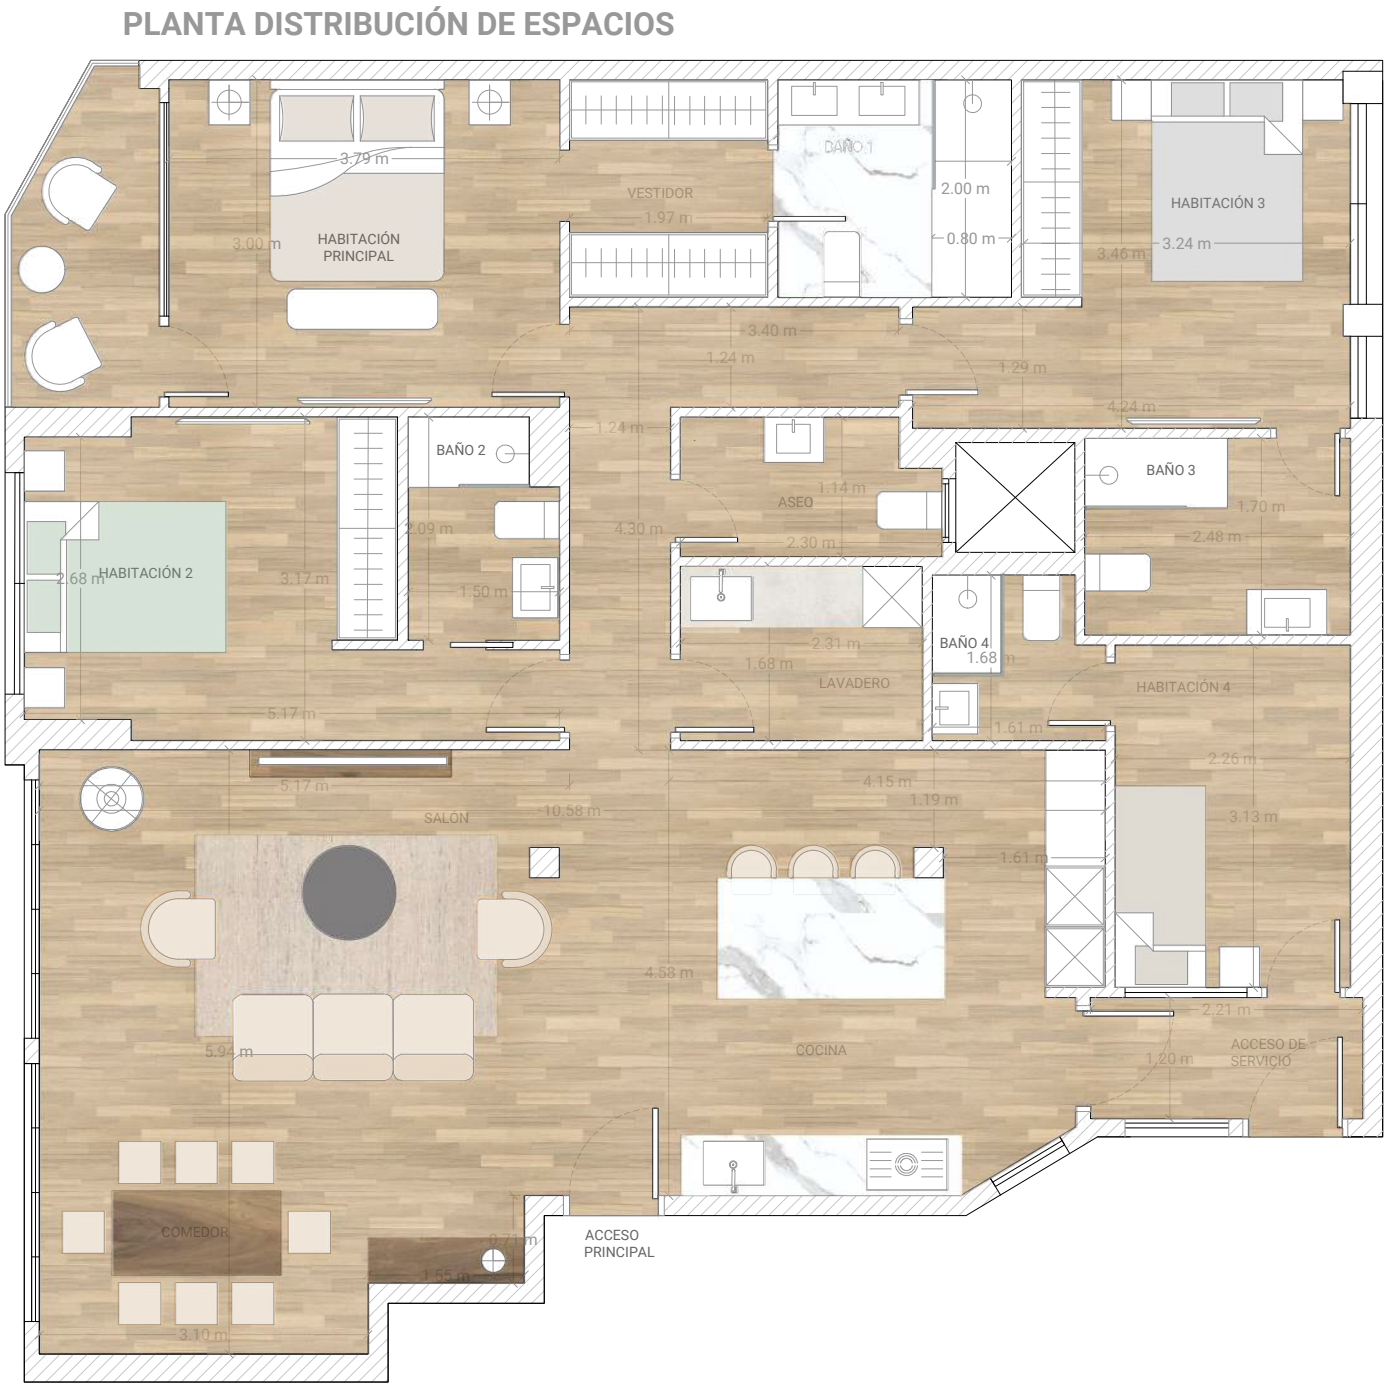 PLANTA DISTRIBUCIÓN DE ESPACIOS
3.79 m
3.00 m
HABITACIÓN
PRINCIPAL
VESTIDOR
1.97 m
BAÑO 1
2.00 m
0.80 m
HABITACIÓN 3
3.24 m
3.46 m
3.40 m
1.24 m
1.29 m
4.24 m
1.24 m
BAÑO 2
2.09 m
1.50 m
4.30 m
1.14 m
ASEO
2.30 m
BAÑO 3
1.70 m
2.48 m
2.68 m
HABITACIÓN 2
3.17 m
5.17 m
2.31 m
1.68 m
LAVADERO
BAÑO 4
1.68 m
1.61 m
HABITACIÓN 4
2.26 m
3.13 m
5.17 m
10.58 m
SALÓN
4.15 m
1.19 m
1.61 m
4.58 m
5.94 m
COCINA
2.21 m
1.20 m
ACCESO DE
SERVICIO
COMEDOR
0.71 m
1.55 m
3.10 m
ACCESO
PRINCIPAL